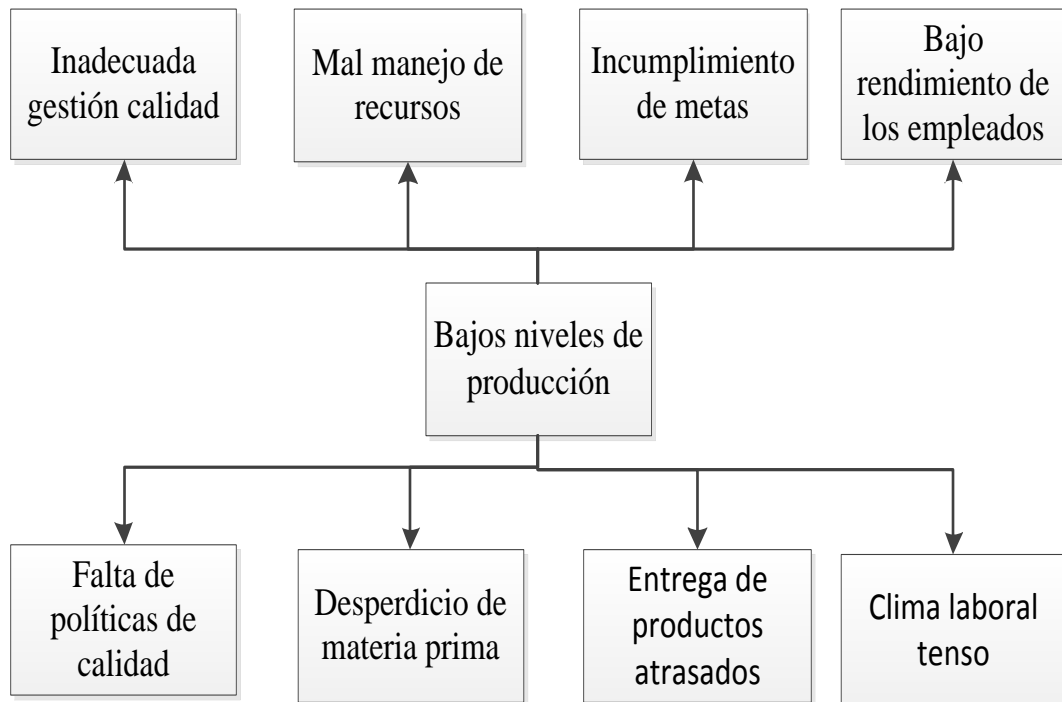 Inadecuada
gestión calidad
Mal manejo de
recursos
Incumplimiento
de metas
Bajo
rendimiento de
los empleados
Bajos niveles de
producción
Falta de
políticas de
calidad
Desperdicio de
materia prima
Entrega de
productos
atrasados
Clima laboral
tenso